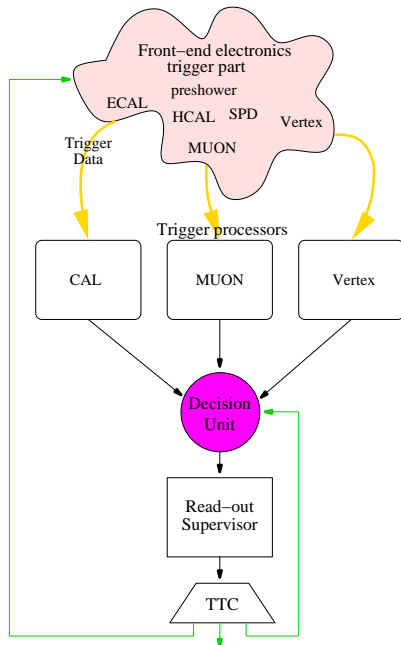 Front−end electronics
trigger part
preshower
ECAL
HCAL
SPD
Vertex
MUON
Trigger
Data
Trigger processors
CAL
MUON
Vertex
Decision
Unit
Read−out
Supervisor
TTC